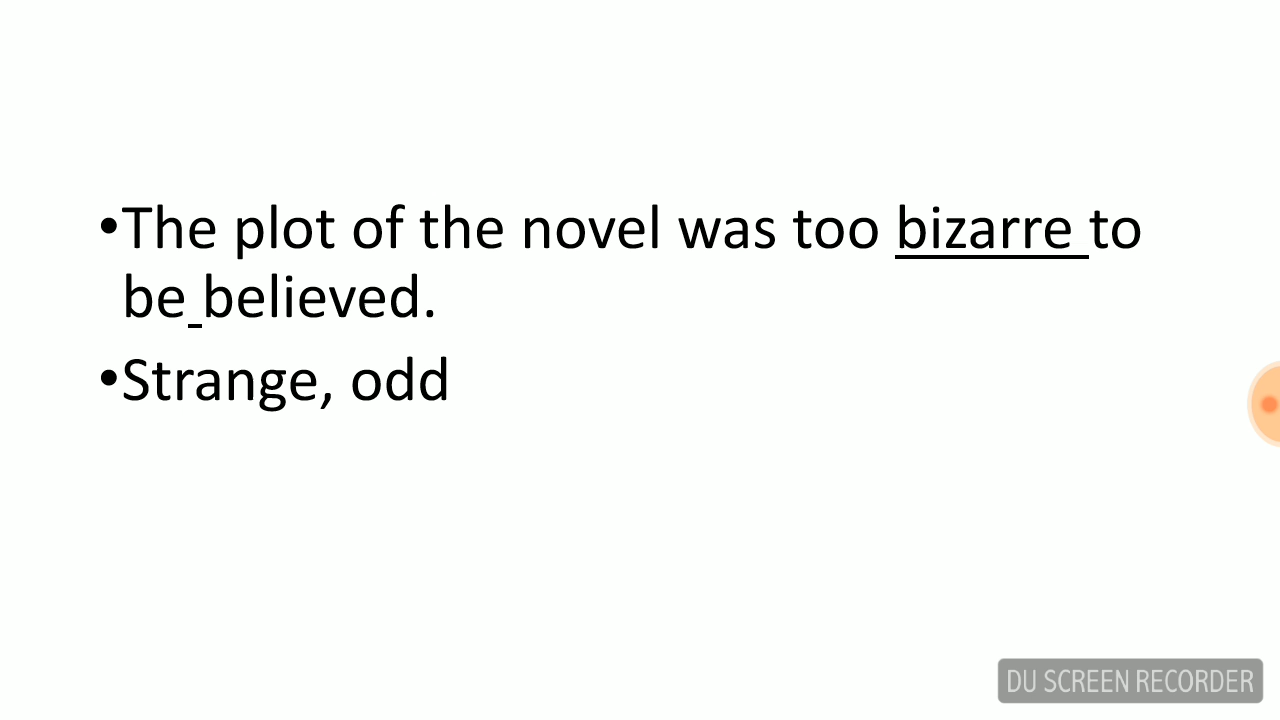 •The plot of the novel was too bizarre to
be believed.
•Strange, odd
DU SCREEN RECORDER